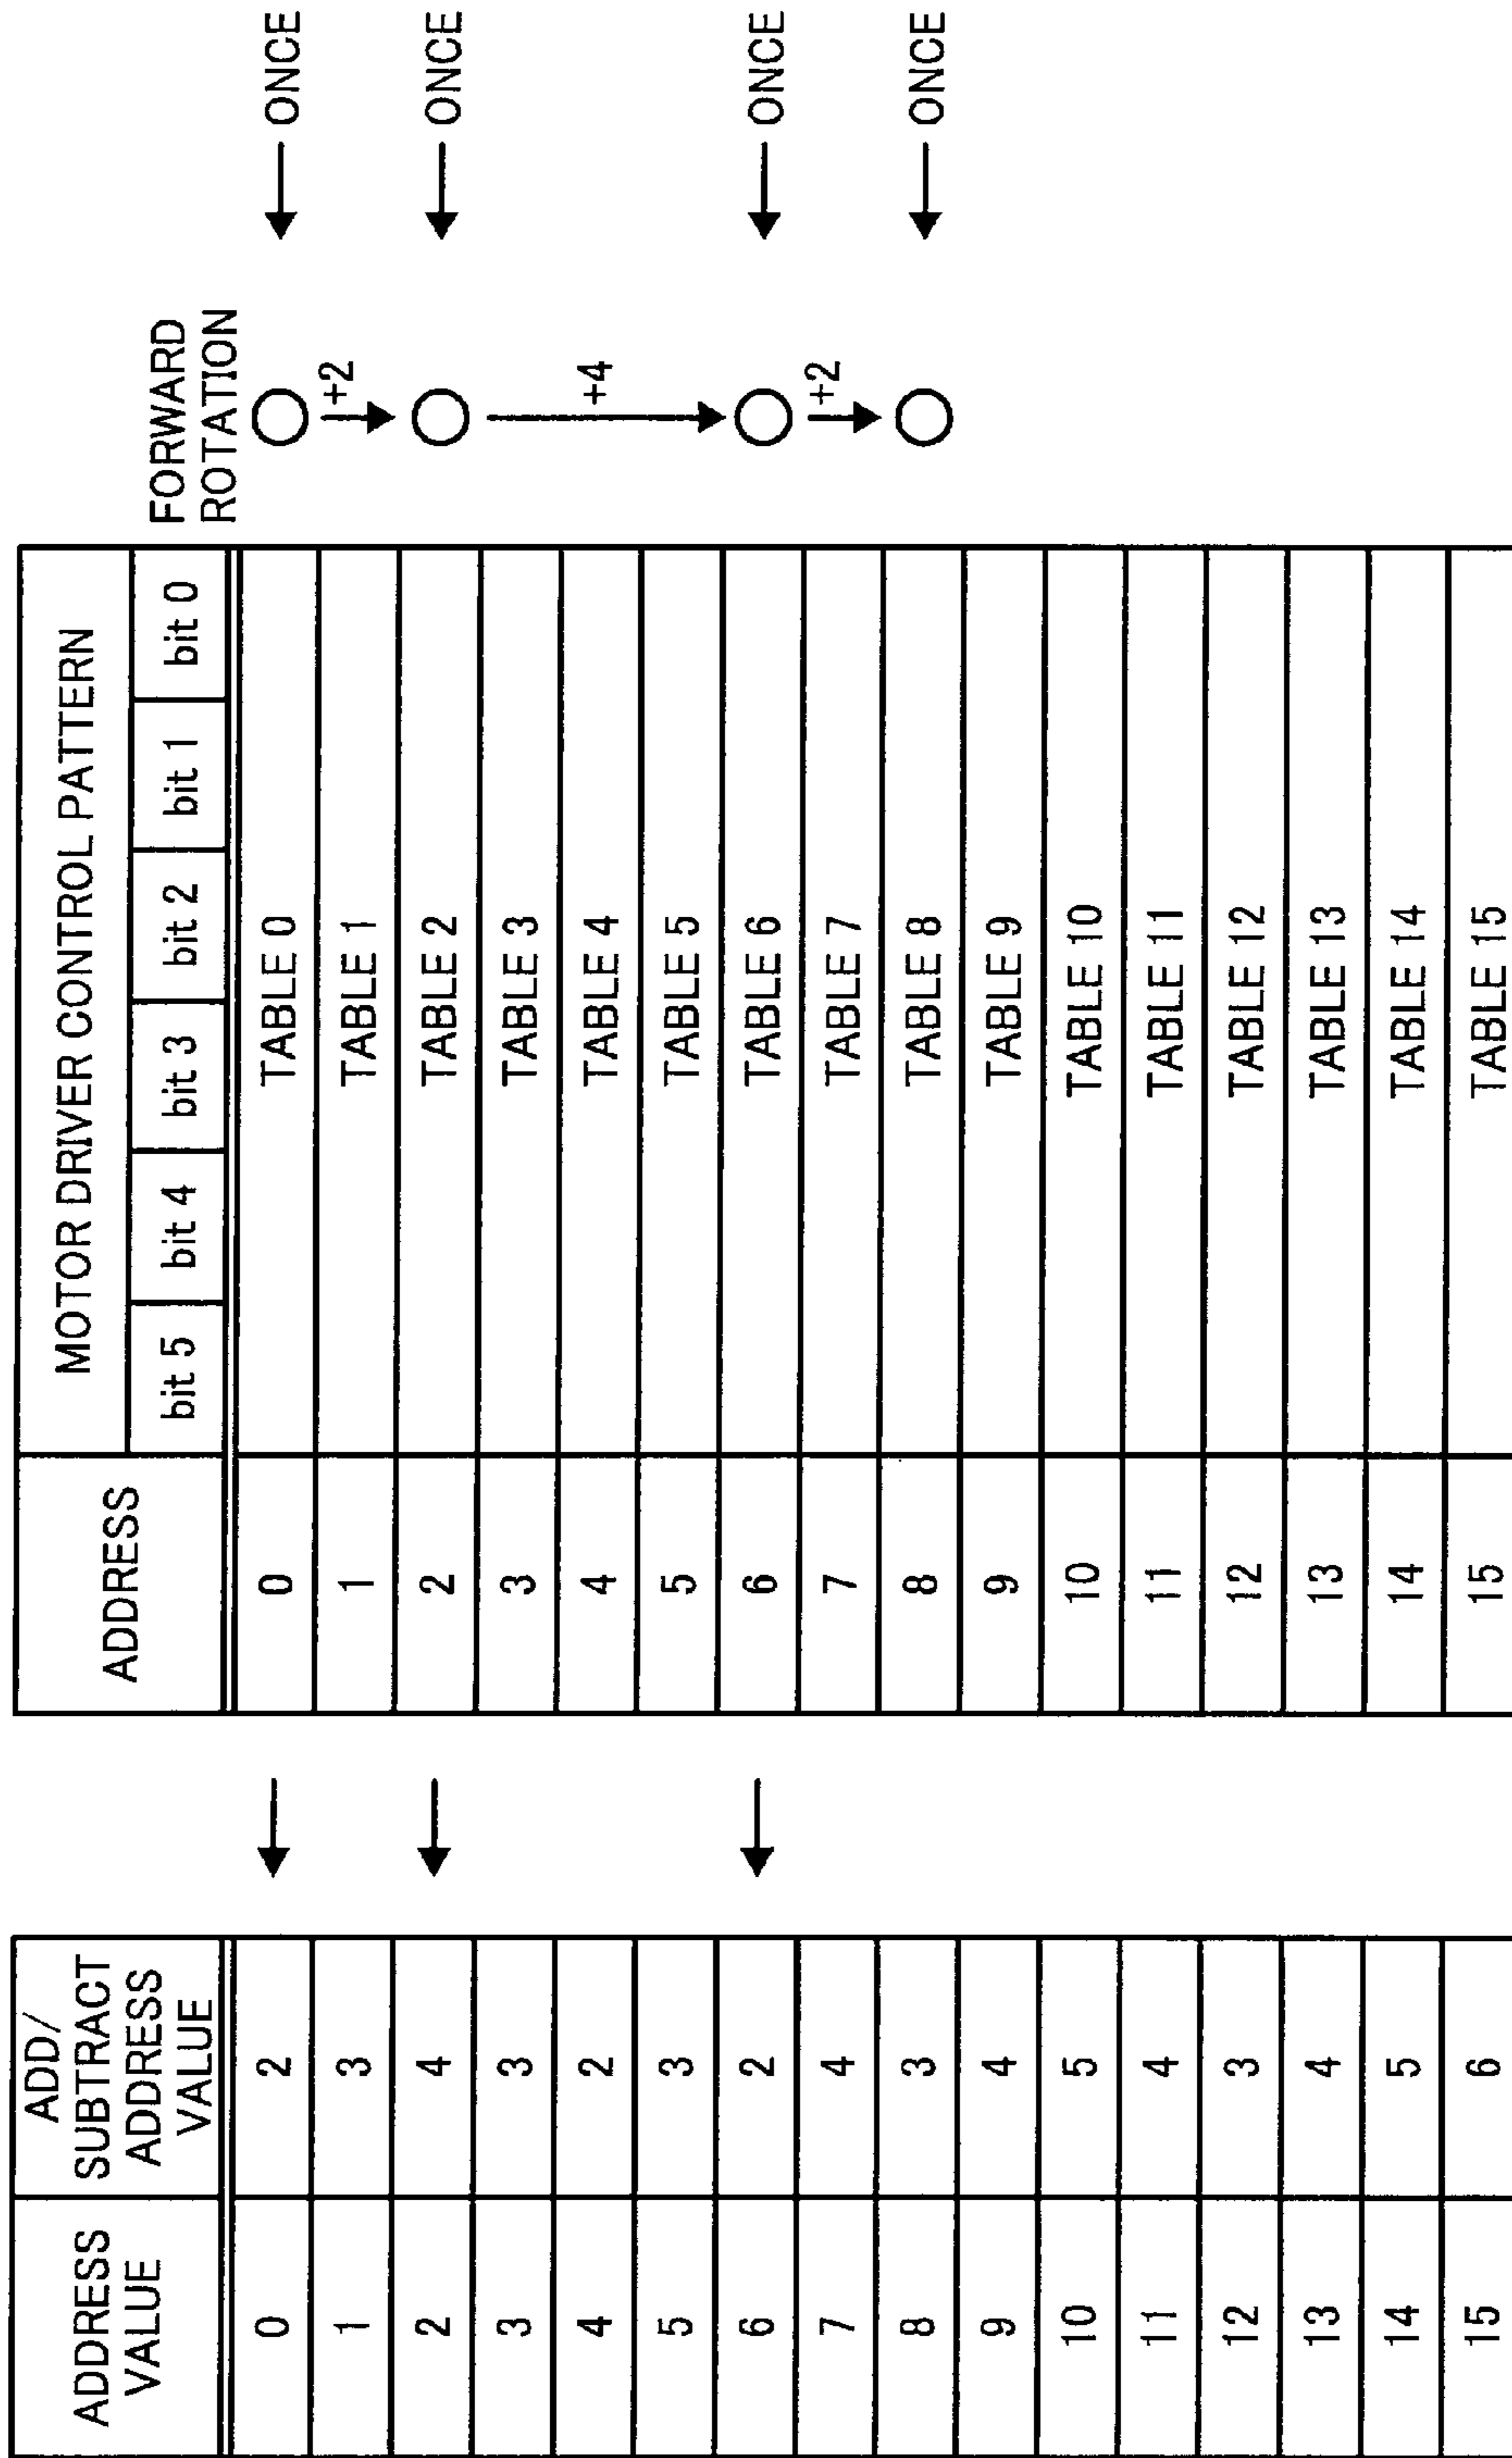 ADDRESS
VALUE
ADD/
SUBTRACT
ADDRESS
VALUE
0 2
1 3
2 4
3 3
4 2
5 3
6 2
7 4
8 3
9 4
10 5
11 4
12 3
13 4
14 5
15 6
ADDRESS
MOTOR DRIVER CONTROL PATTERN
bit 5 bit 4 bit 3 bit 2 bit 1 bit 0
0 TABLE 0
1 TABLE 1
2 TABLE 2
3 TABLE 3
4 TABLE 4
5 TABLE 5
6 TABLE 6
7 TABLE 7
8 TABLE 8
9 TABLE 9
10 TABLE 10
11 TABLE 11
12 TABLE 12
13 TABLE 13
14 TABLE 14
15 TABLE 15
FORWARD
ROTATION
+2
+4
+2
ONCE
ONCE
ONCE
ONCE